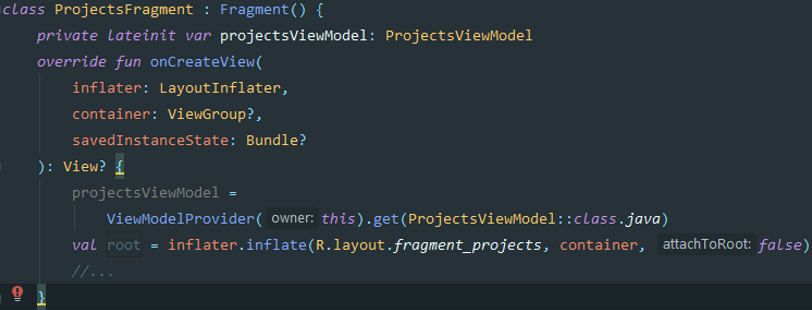 class ProjectsFragment : Fragment() {
    private lateinit var projectsViewModel: ProjectsViewModel
    override fun onCreateView(
        inflater: LayoutInflater,
        container: ViewGroup?,
        savedInstanceState: Bundle?
    ): View? {
        projectsViewModel =
            ViewModelProvider( owner: this).get(ProjectsViewModel::class.java)
        val root = inflater.inflate(R.layout.fragment_projects, container, attachToRoot: false)
        //...
    }